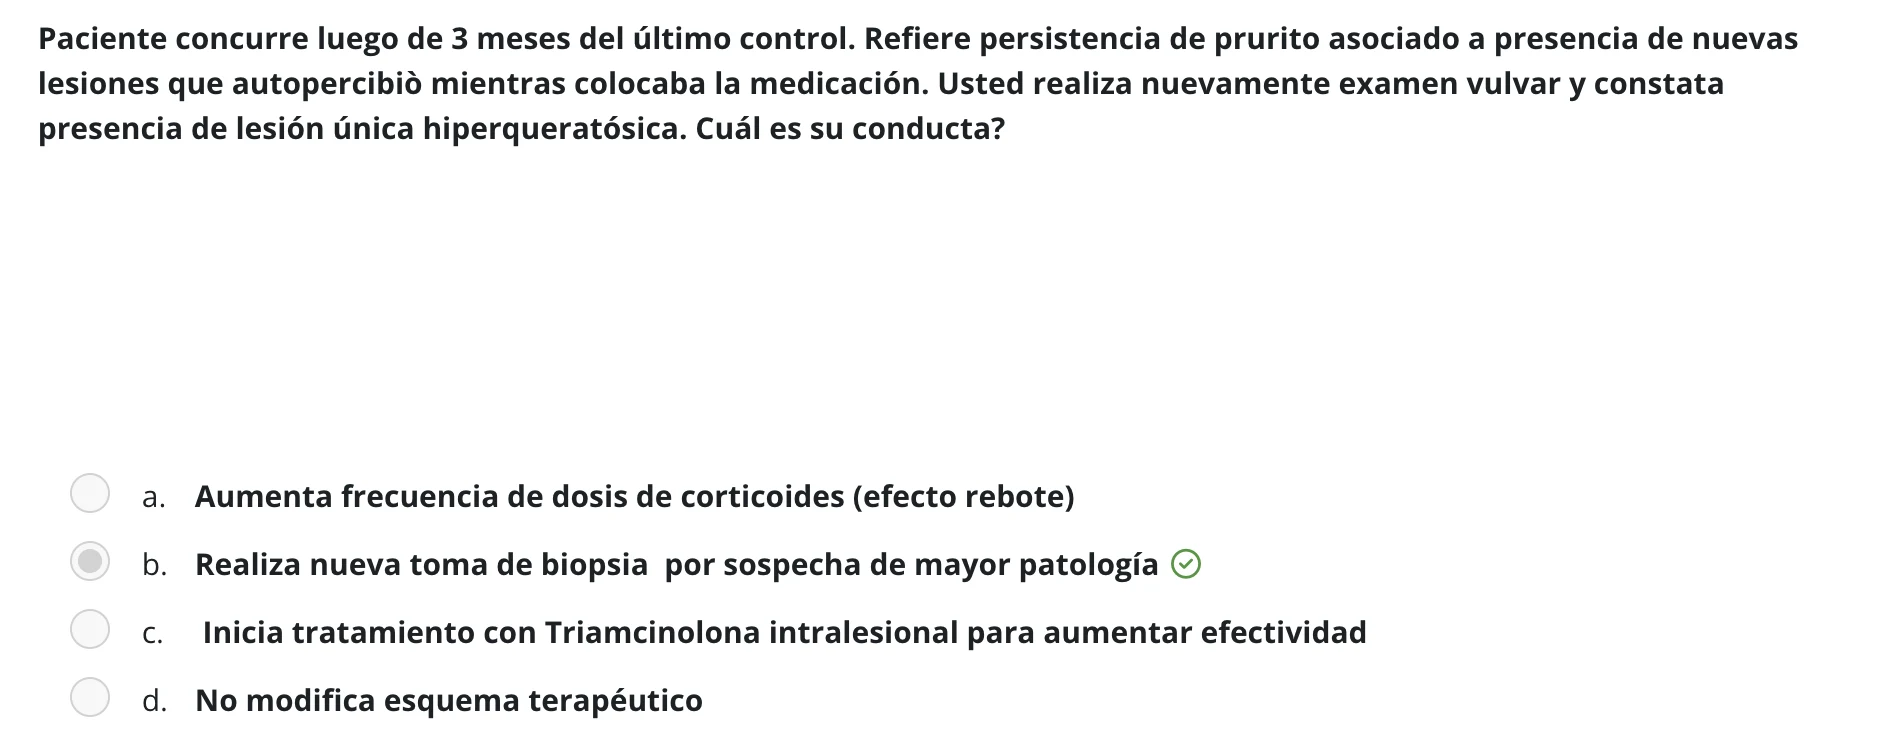 Paciente concurre luego de 3 meses del último control. Refiere persistencia de prurito asociado a presencia de nuevas
lesiones que autopercibiò mientras colocaba la medicación. Usted realiza nuevamente examen vulvar y constata
presencia de lesión única hiperqueratósica. Cuál es su conducta?
a. Aumenta frecuencia de dosis de corticoides (efecto rebote)
b. Realiza nueva toma de biopsia  por sospecha de mayor patología
c. Inicia tratamiento con Triamcinolona intralesional para aumentar efectividad
d. No modifica esquema terapéutico